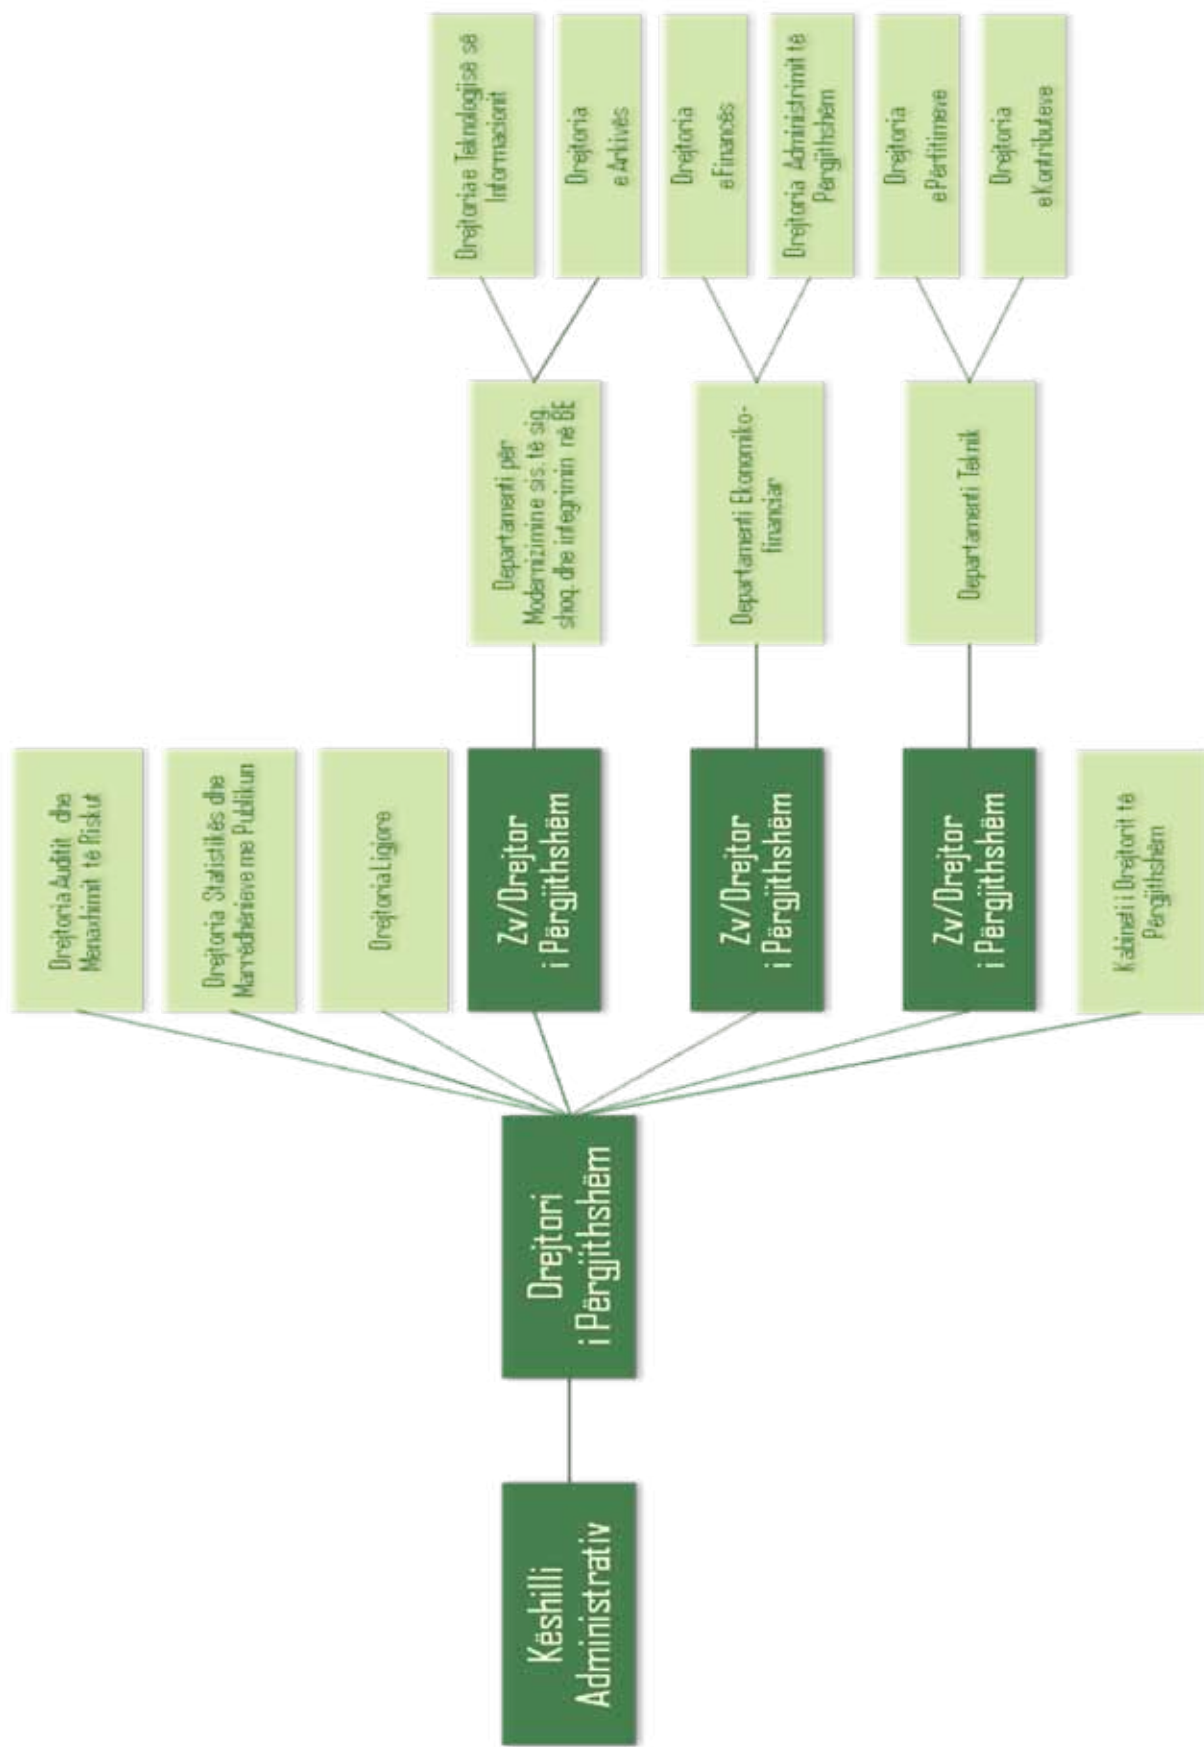 Këshilli
Administrativ
Drejtori
i Përgjithshëm
Drejtoria Auditit dhe
Menaxhimit të Riskut
Drejtoria Statistikës dhe
Marrëdhënieve me Publikun
Drejtoria Ligjore
Zv/Drejtor
i Përgjithshëm
Zv/Drejtor
i Përgjithshëm
Zv/Drejtor
i Përgjithshëm
Kabineti i Drejtorit të
Përgjithshëm
Departamenti për
Modernizimin e sis. të sig.
shoq. dhe integrimin në BE
Departamenti Ekonomiko-
financiar
Departamenti Teknik
Drejtoria e Teknologjisë së
Informacionit
Drejtoria
e Arkivës
Drejtoria
e Financës
Drejtoria Administrimit të
Përgjithshëm
Drejtoria
e Përfitimeve
Drejtoria
e Kontributeve